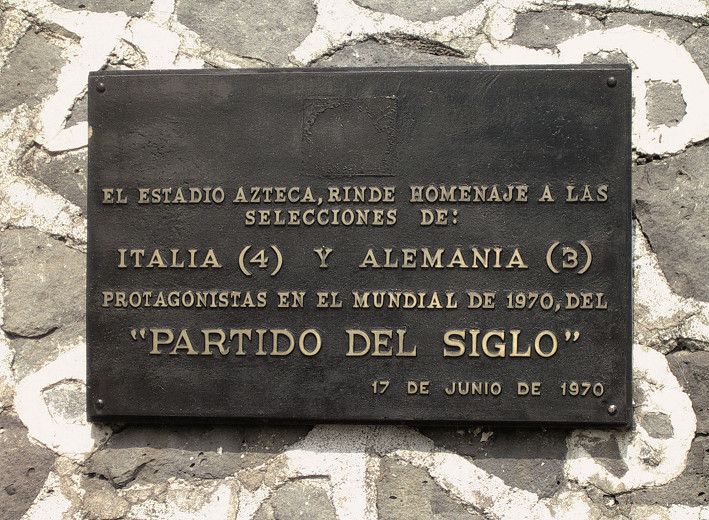 EL ESTADIO AZTECA, RINDE HOMENAJE A LAS
SELECCIONES DE:
ITALIA (4) Y ALEMANIA (3)
PROTAGONISTAS EN EL MUNDIAL DE 1970, DEL
"PARTIDO DEL SIGLO"
17 DE JUNIO DE 1970